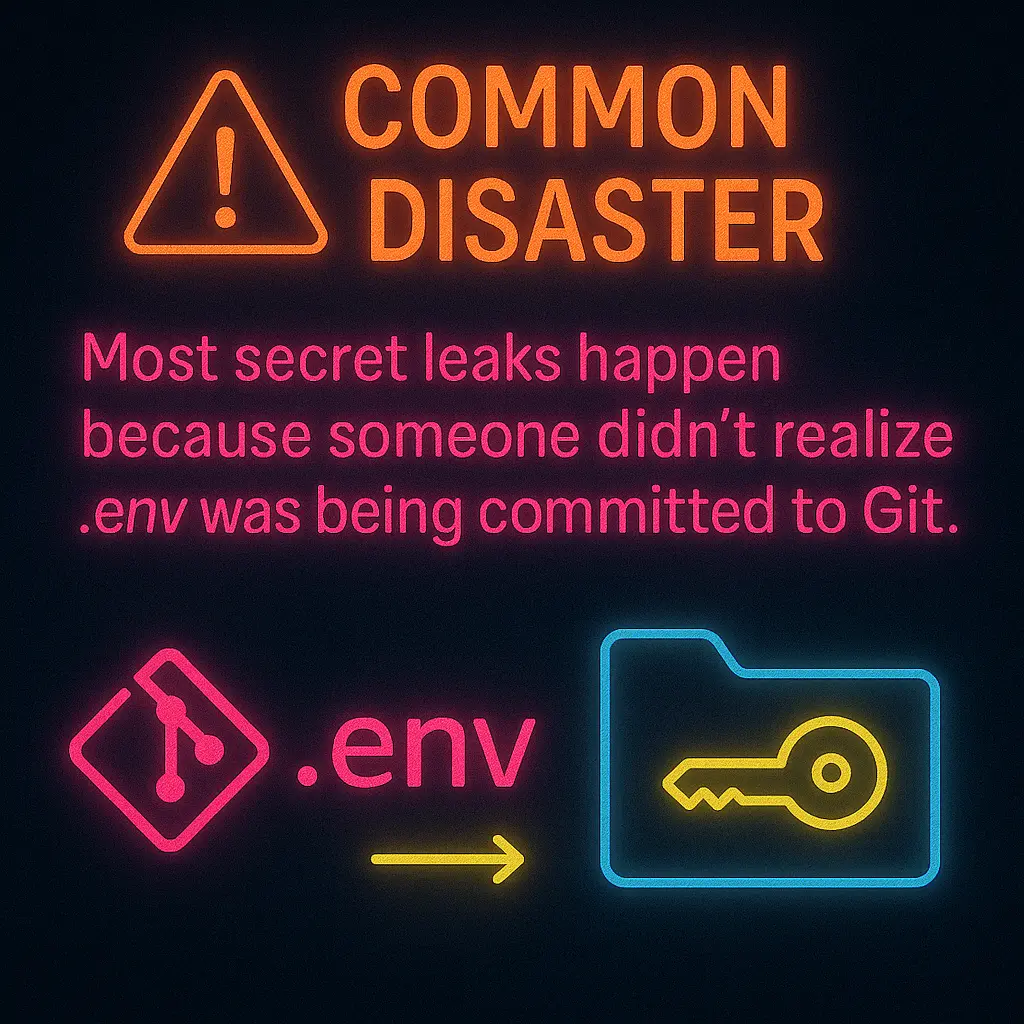 COMMON
DISASTER
Most secret leaks happen
because someone didn't realize
.env was being committed to Git.
.env